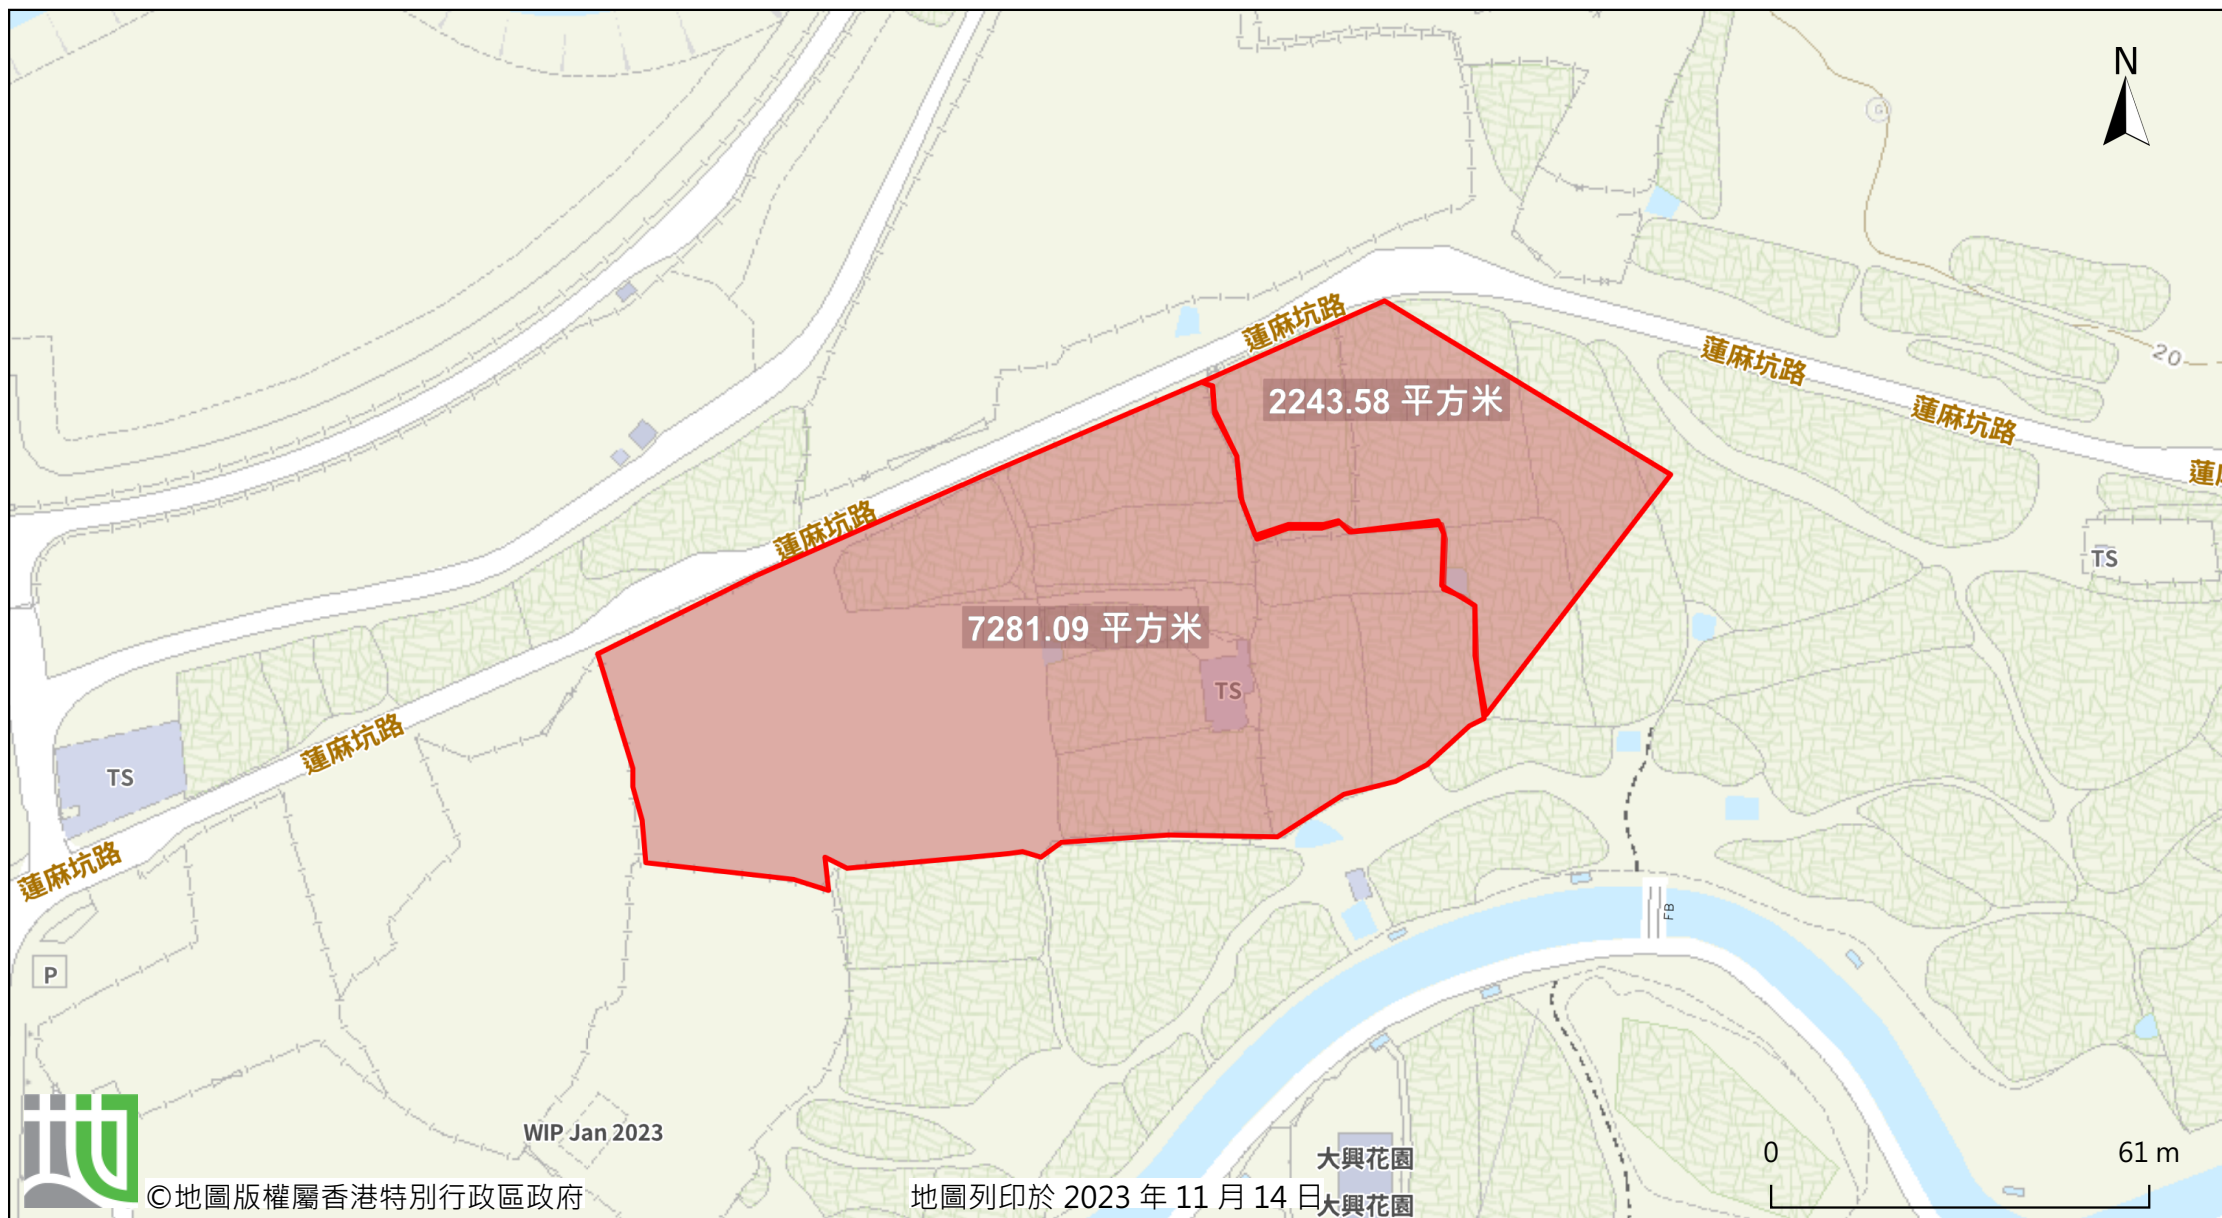 N
G
蓮麻坑路
蓮麻坑路
20
2243.58 平方米
蓮麻坑路
蓮
蓮麻坑路
TS
7281.09 平方米
TS
蓮麻坑路
TS
蓮麻坑路
FB
P
WIP Jan 2023
大興花園
0
61 m
©地圖版權屬香港特別行政區政府
地圖列印於 2023 年 11 月 14 日
大興花園